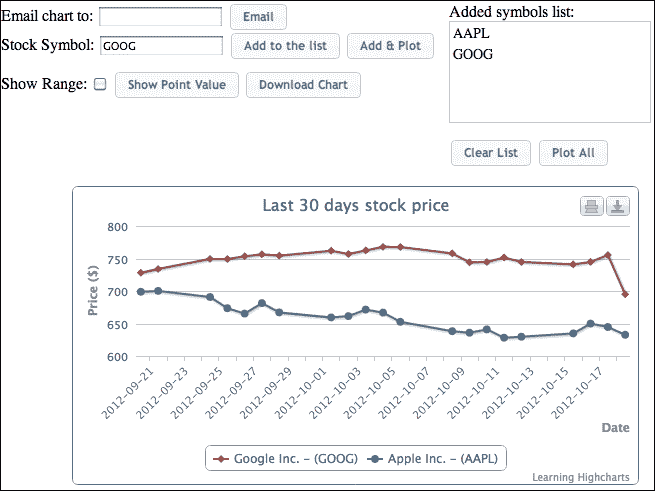 Email chart to: Email
Stock Symbol: GOOG Add to the list Add & Plot
Show Range: Show Point Value Download Chart
Added symbols list:
AAPL
GOOG
Clear List Plot All
Last 30 days stock price
Price ($)
800
750
700
650
600
2012-09-21
2012-09-23
2012-09-25
2012-09-27
2012-09-29
2012-10-01
2012-10-03
2012-10-05
2012-10-07
2012-10-09
2012-10-11
2012-10-13
2012-10-15
2012-10-17
Date
Google Inc. - (GOOG) Apple Inc. - (AAPL)
Learning Highcharts